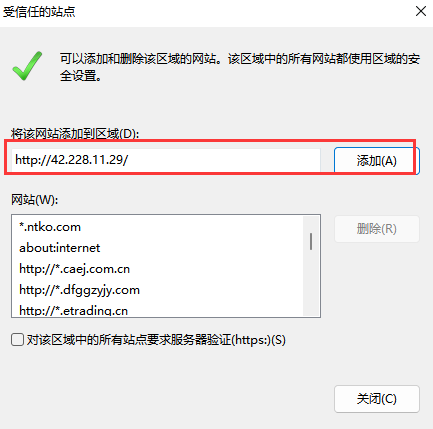 受信任的站点
可以添加和删除该区域的网站。该区域中的所有网站都使用区域的安
全设置。
将该网站添加到区域(D):
http://42.228.11.29/
添加(A)
网站(W):
删除(R)
*.ntko.com
about:internet
http://*.caej.com.cn
http://*.dfggzyjy.com
http://*.etrading.cn
对该区域中的所有站点要求服务器验证(https:)(S)
关闭(C)